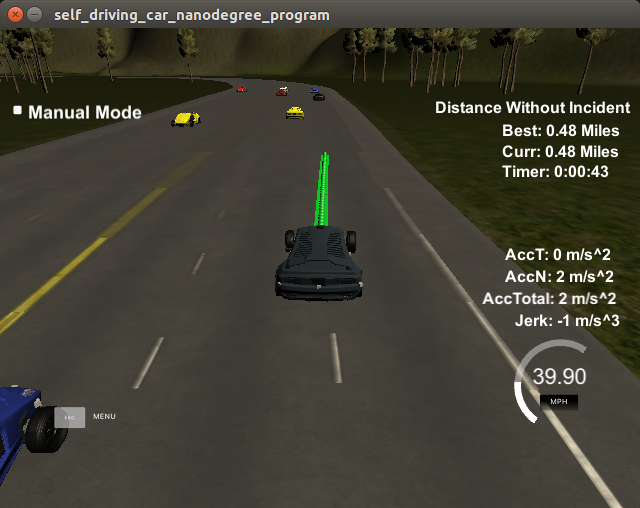 self_driving_car_nanodegree_program
Manual Mode
Distance Without Incident
Best: 0.48 Miles
Curr: 0.48 Miles
Timer: 0:00:43
AccT: 0 m/s^2
AccN: 2 m/s^2
AccTotal: 2 m/s^2
Jerk: -1 m/s^3
39.90
MPH
ESC
MENU